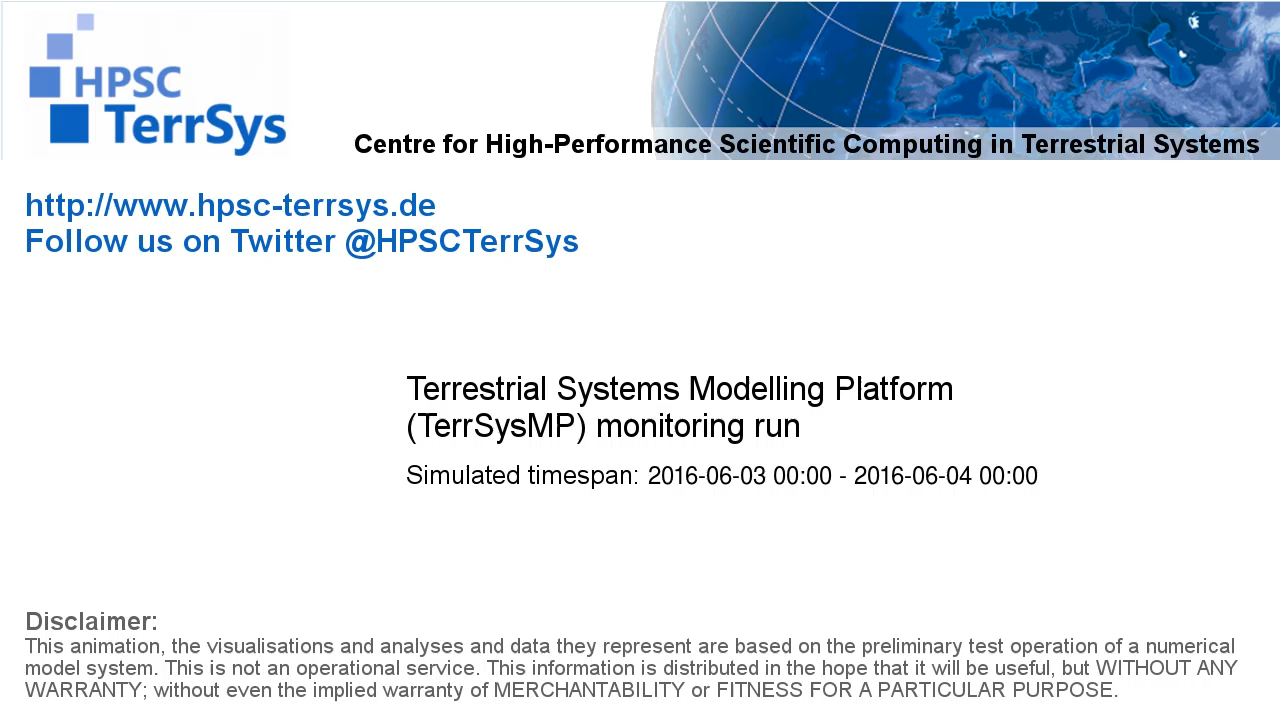 HPSC
TerrSys
Centre for High-Performance Scientific Computing in Terrestrial Systems
http://www.hpsc-terrsys.de
Follow us on Twitter @HPSCTerrSys
Terrestrial Systems Modelling Platform
(TerrSysMP) monitoring run
Simulated timespan: 2016-06-03 00:00 - 2016-06-04 00:00
Disclaimer:
This animation, the visualisations and analyses and data they represent are based on the preliminary test operation of a numerical
model system. This is not an operational service. This information is distributed in the hope that it will be useful, but WITHOUT ANY
WARRANTY; without even the implied warranty of MERCHANTABILITY or FITNESS FOR A PARTICULAR PURPOSE.